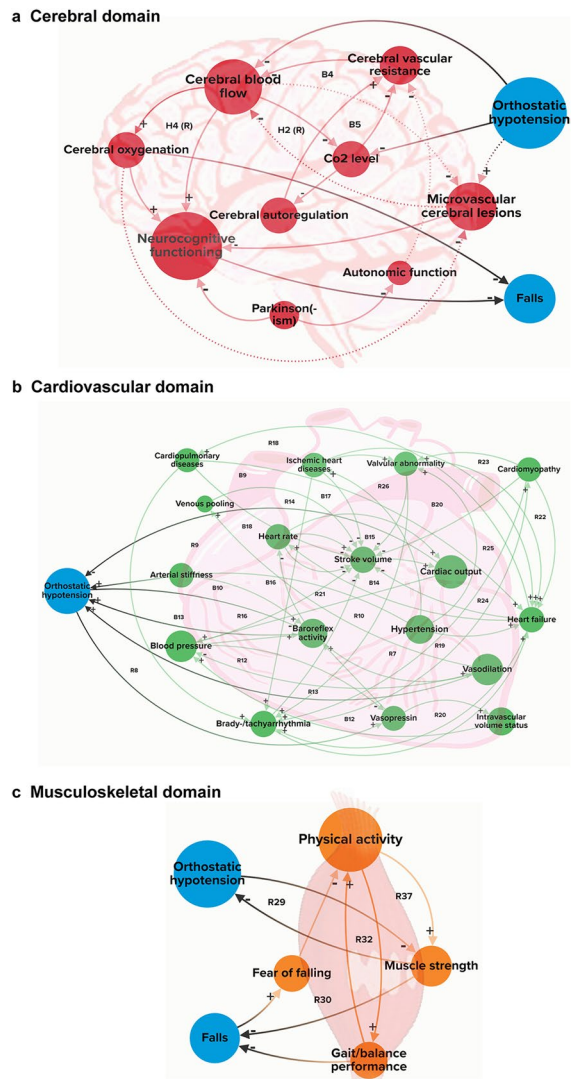 a Cerebral domain
Cerebral blood
flow
Cerebral vascular
resistance
B4
Orthostatic
hypotension
H4 (R)
H2 (R)
B5
Cerebral oxygenation
Co2 level
Microvascular
cerebral lesions
Cerebral autoregulation
Neurocognitive
functioning
Autonomic function
Parkinson(-
ism)
Falls
b Cardiovascular domain
R18
Cardiopulmonary
diseases
Ischemic heart
diseases
Valvular abnormality
R23
Cardiomyopathy
B9
R26
Venous pooling
R14
B17
B20
R22
B18
Heart rate
B15
R9
Stroke volume
R25
Arterial stiffness
Cardiac output
Orthostatic
hypotension
B10
B16
B14
R21
R24
B13
R16
R10
Heart failure
Baroreflex
activity
Hypertension
Blood pressure
R19
R12
R7
R8
Vasodilation
R13
Brady-/tachyarrhythmia
B12
Vasopressin
R20
Intravascular
volume status
c Musculoskeletal domain
Physical activity
Orthostatic
hypotension
R37
R29
R32
Fear of falling
Muscle strength
R30
Falls
Gait/balance
performance